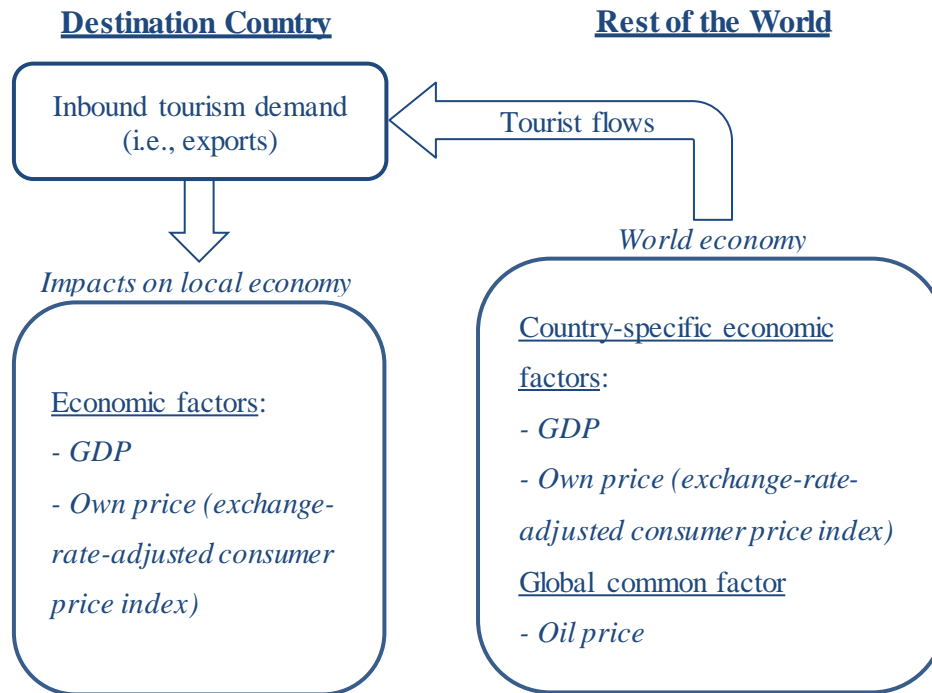 Destination Country
Rest of the World
Inbound tourism demand
(i.e., exports)
Tourist flows
World economy
Impacts on local economy
Economic factors:
- GDP
- Own price (exchange-
rate-adjusted consumer
price index)
Country-specific economic
factors:
- GDP
- Own price (exchange-rate-
adjusted consumer price index)
Global common factor
- Oil price